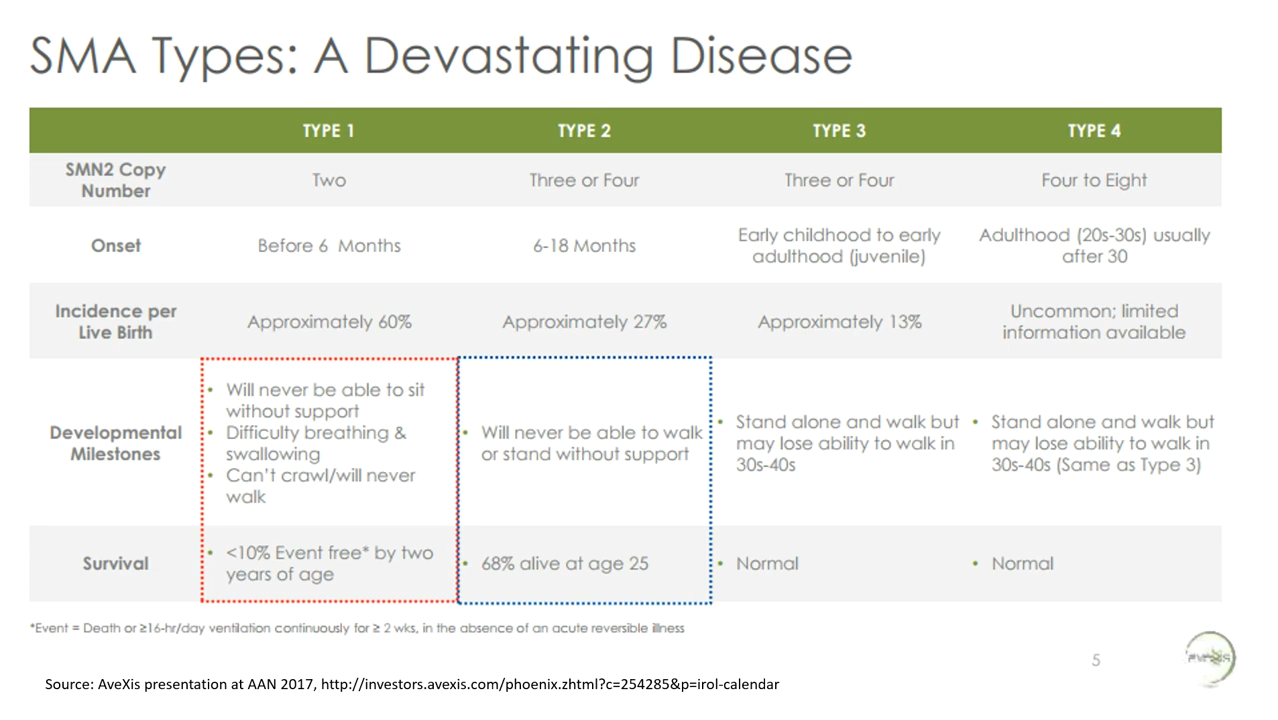 SMA Types: A Devastating Disease
TYPE 1
TYPE 2
TYPE 3
TYPE 4
SMN2 Copy
Number
Two
Three or Four
Three or Four
Four to Eight
Onset
Before 6 Months
6-18 Months
Early childhood to early
adulthood (juvenile)
Adulthood (20s-30s) usually
after 30
Incidence per
Live Birth
Approximately 60%
Approximately 27%
Approximately 13%
Uncommon; limited
information available
Developmental
Milestones
• Will never be able to sit
without support
• Difficulty breathing &
swallowing
• Can't crawl/will never
walk
• Will never be able to walk
or stand without support
• Stand alone and walk but
may lose ability to walk in
30s-40s
• Stand alone and walk but
may lose ability to walk in
30s-40s (Same as Type 3)
Survival
• <10% Event free* by two
years of age
• 68% alive at age 25
• Normal
• Normal
*Event = Death or ≥16-hr/day ventilation continuously for ≥ 2 wks, in the absence of an acute reversible illness
5
avexis
Source: AveXis presentation at AAN 2017, http://investors.avexis.com/phoenix.zhtml?c=254285&p=irol-calendar